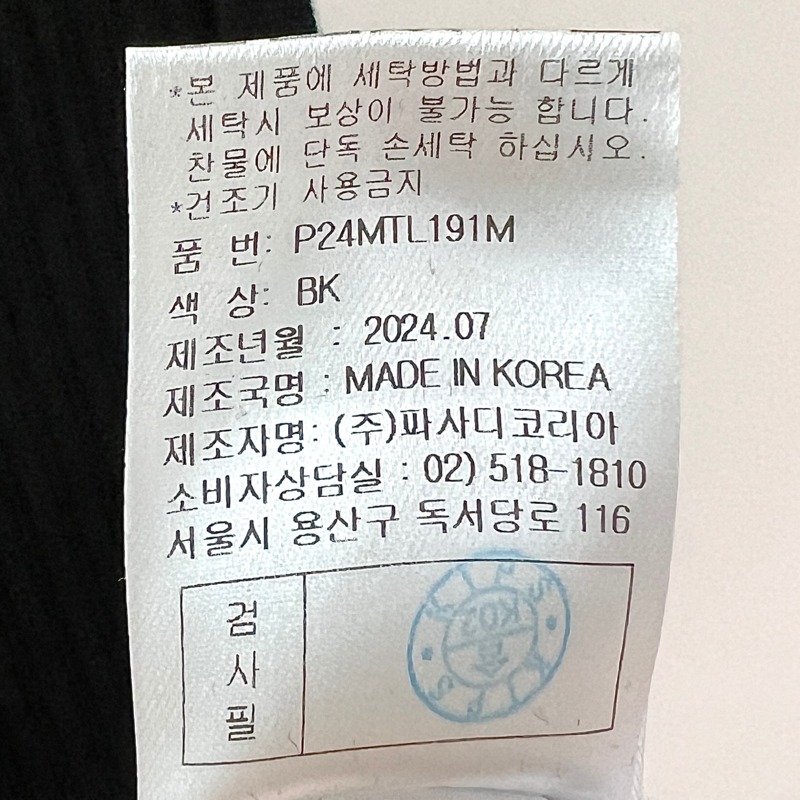 *본 제품에 세탁방법과 다르게
세탁시 보상이 불가능 합니다.
찬물에 단독 손세탁 하십시오.
*건조기 사용금지
품 번: P24MTL191M
색 상: BK
제조년월 : 2024.07
제조국명 : MADE IN KOREA
제조자명: (주)파사디코리아
소비자상담실 : 02) 518-1810
서울시 용산구 독서당로 116
검
사
필
K03